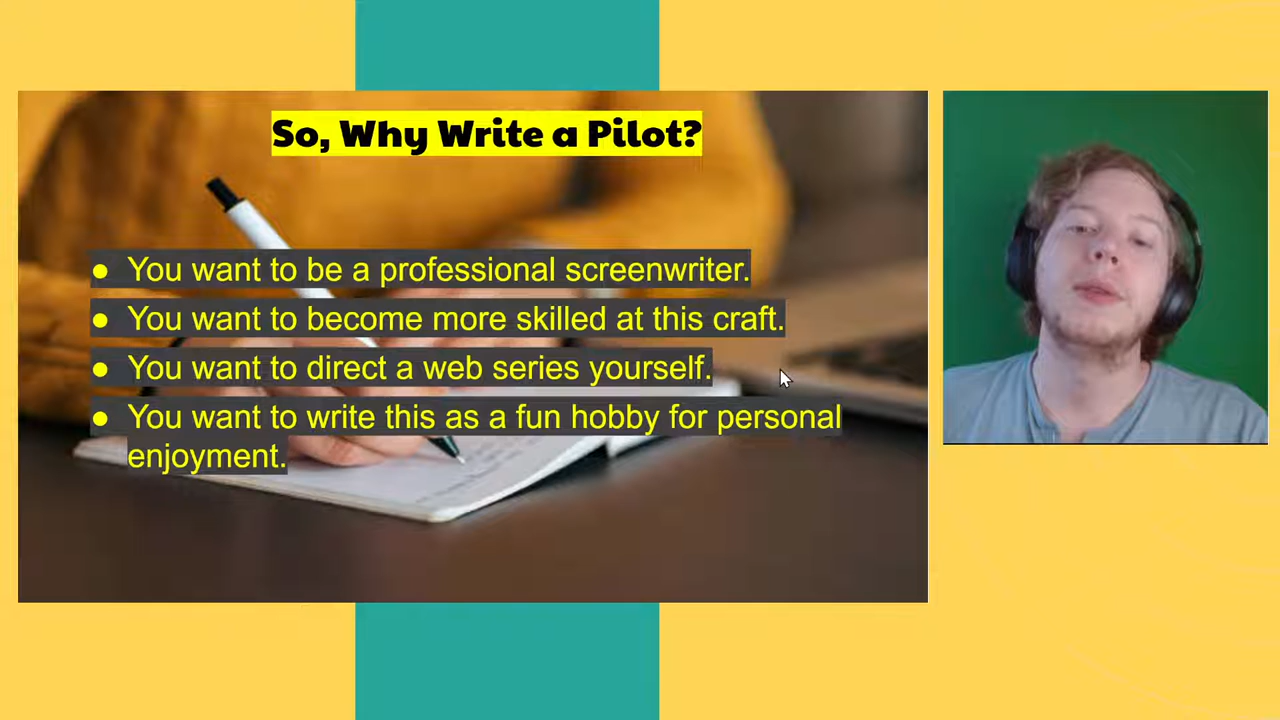 So, Why Write a Pilot?
● You want to be a professional screenwriter.
● You want to become more skilled at this craft.
● You want to direct a web series yourself.
● You want to write this as a fun hobby for personal
enjoyment.